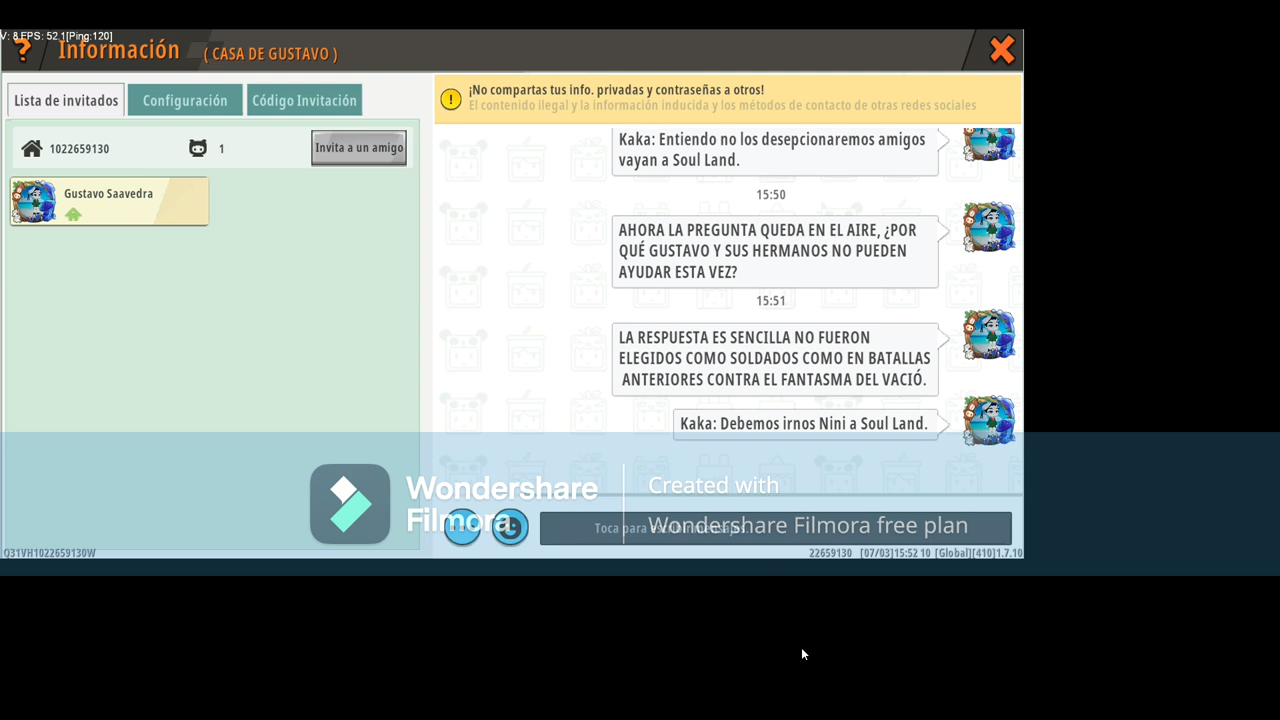 V: 8 FPS: 52.1[Ping:120]
Información ( CASA DE GUSTAVO )
Lista de invitados
Configuración
Código Invitación
1022659130
1
Invita a un amigo
Gustavo Saavedra
¡No compartas tus info. privadas y contraseñas a otros!
El contenido ilegal y la información inducida y los métodos de contacto de otras redes sociales
Kaka: Entiendo no los desepcionaremos amigos
vayan a Soul Land.
15:50
AHORA LA PREGUNTA QUEDA EN EL AIRE, ¿POR
QUÉ GUSTAVO Y SUS HERMANOS NO PUEDEN
AYUDAR ESTA VEZ?
15:51
LA RESPUESTA ES SENCILLA NO FUERON
ELEGIDOS COMO SOLDADOS COMO EN BATALLAS
ANTERIORES CONTRA EL FANTASMA DEL VACIÓ.
Kaka: Debemos irnos Nini a Soul Land.
Wondershare
Filmora
Created with
Wondershare Filmora free plan
Toca para
Q31VH1022659130W
22659130 [07/03]15:52 10 [Global][410]1.7.10